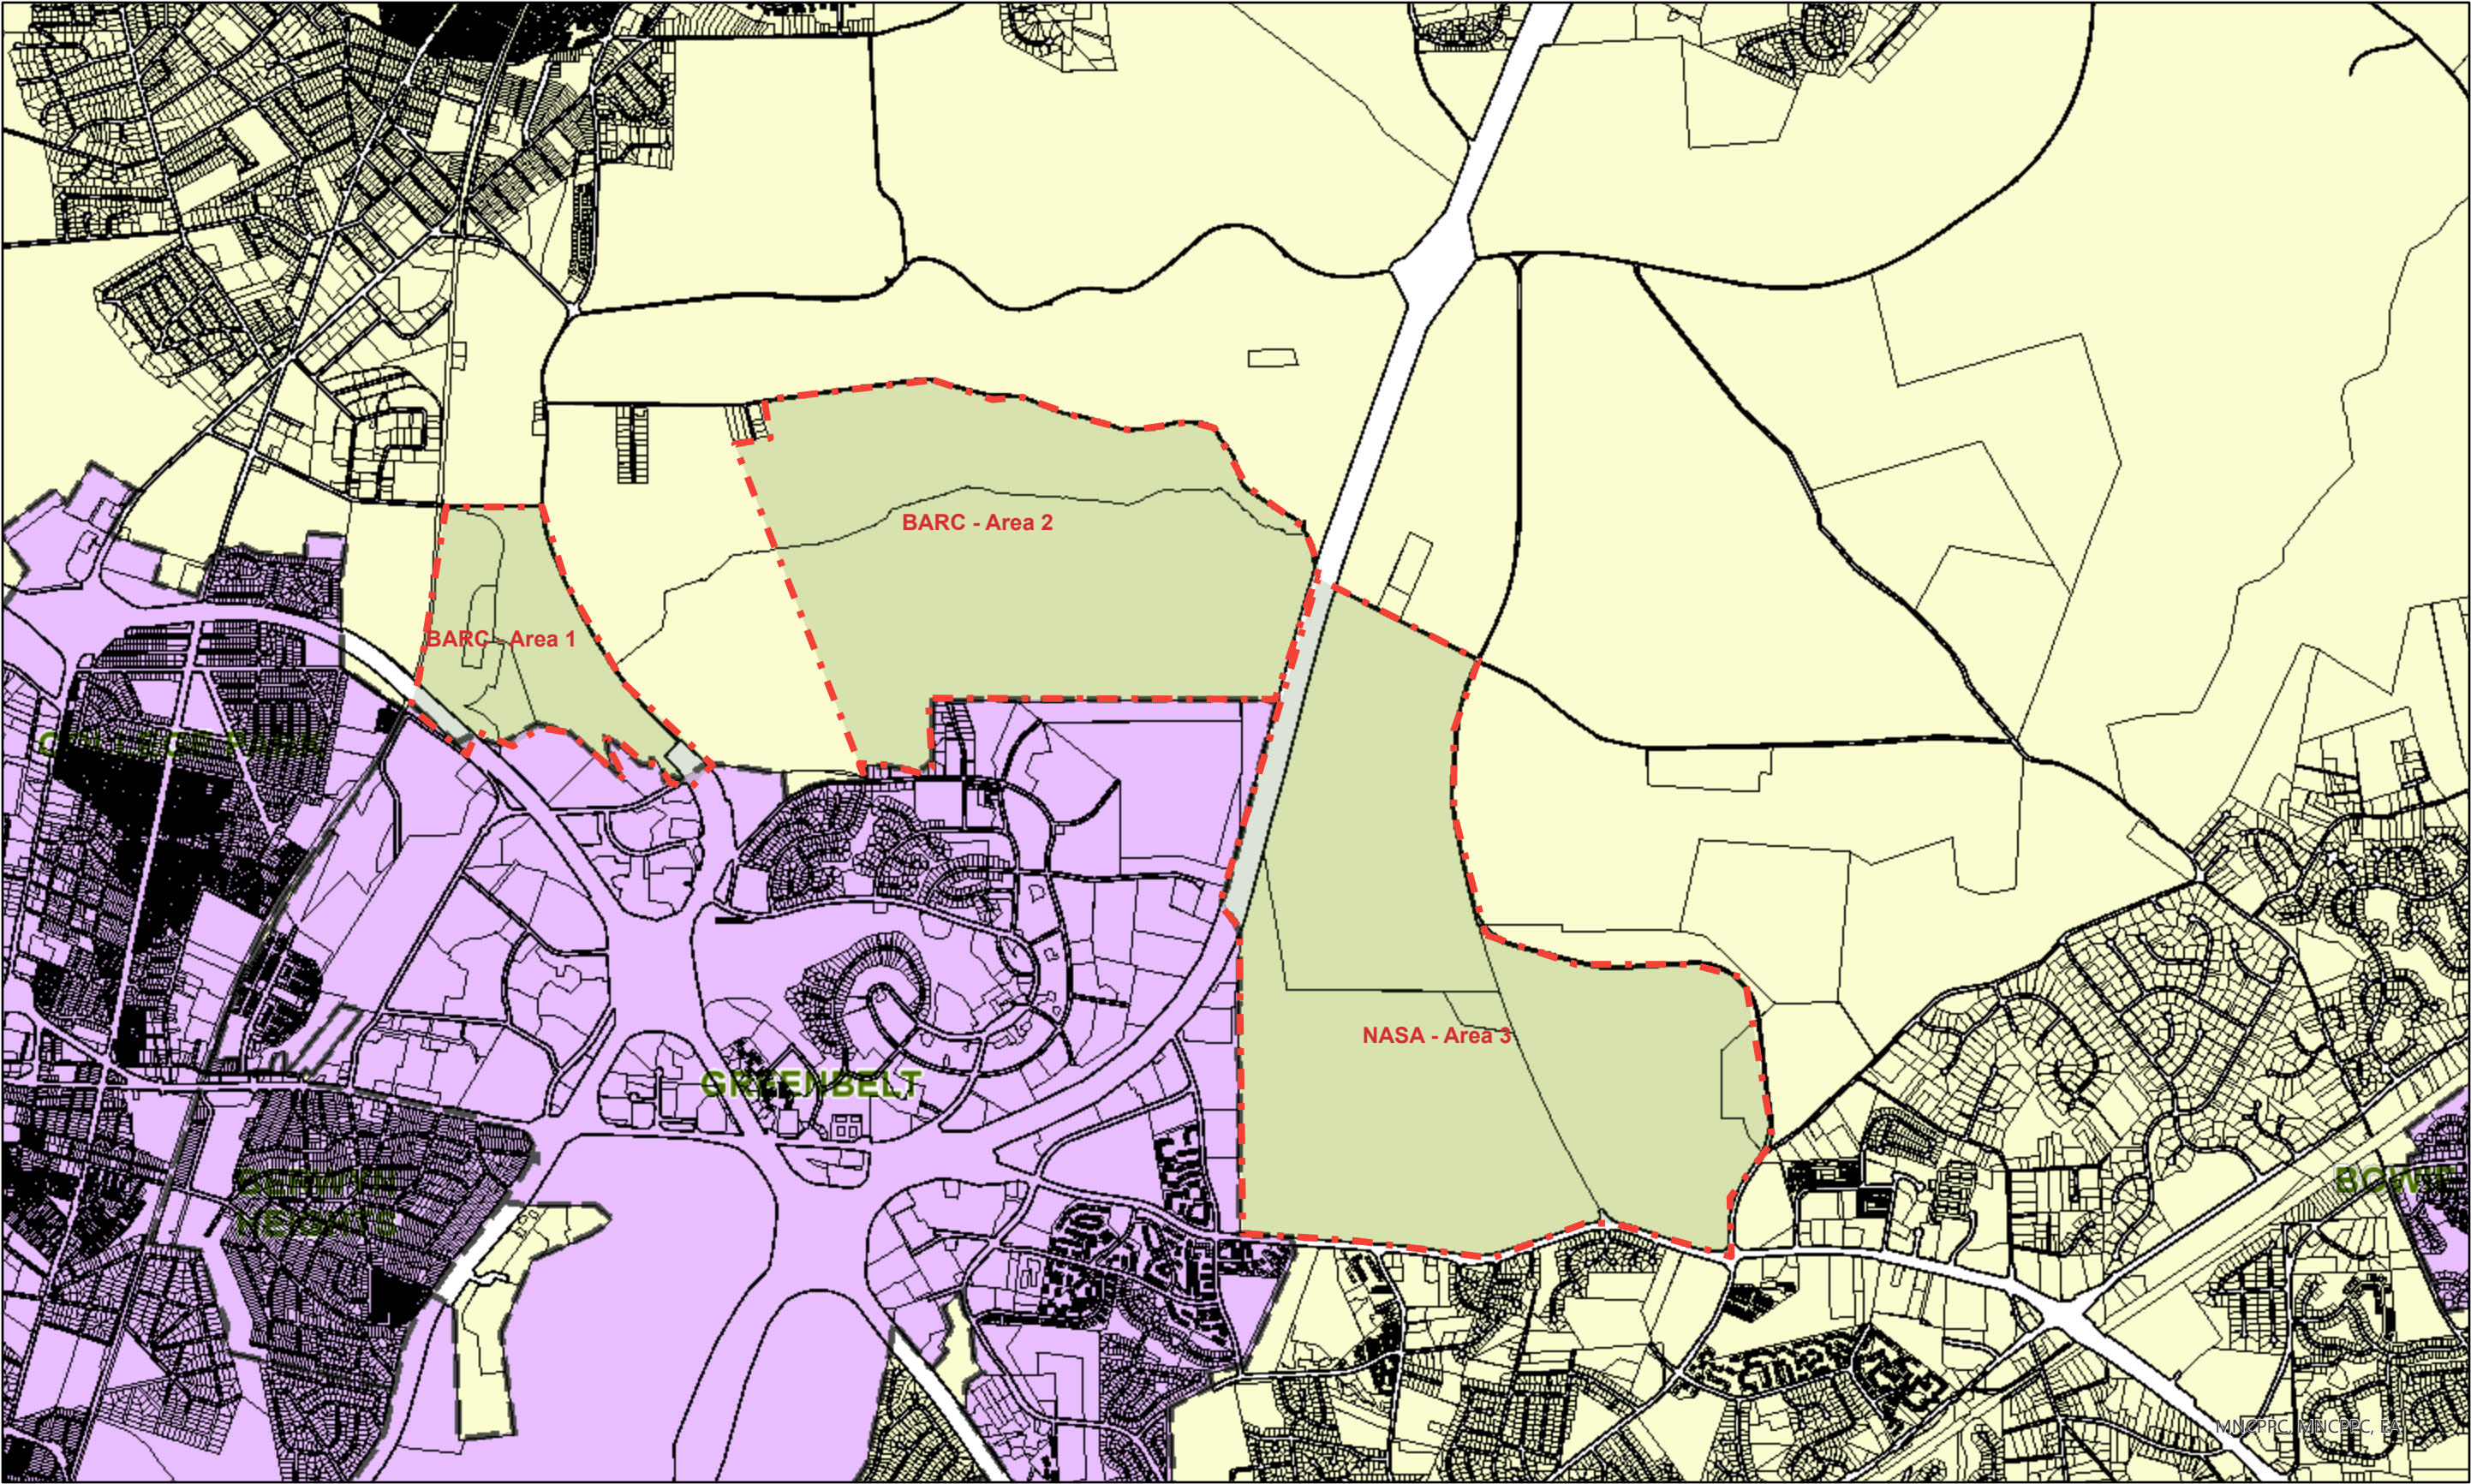 BARC - Area 2
BARC - Area 1
COLLEGE PARK
NASA - Area 3
GREENBELT
BERWYN
HEIGHTS
BOWIE
MNCPPC, MNCPPC, EA